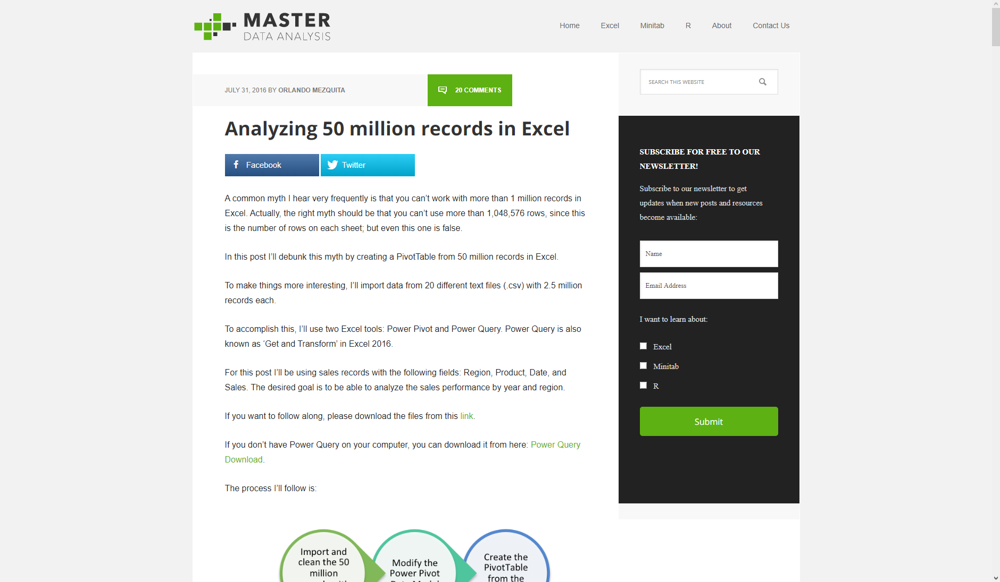 MASTER
DATA ANALYSIS
Home Excel Minitab R About Contact Us
JULY 31, 2016 BY ORLANDO MEZQUITA
20 COMMENTS
Analyzing 50 million records in Excel
Facebook
Twitter
A common myth I hear very frequently is that you can’t work with more than 1 million records in
Excel. Actually, the right myth should be that you can’t use more than 1,048,576 rows, since this
is the number of rows on each sheet; but even this one is false.
In this post I’ll debunk this myth by creating a PivotTable from 50 million records in Excel.
To make things more interesting, I’ll import data from 20 different text files (.csv) with 2.5 million
records each.
To accomplish this, I’ll use two Excel tools: Power Pivot and Power Query. Power Query is also
known as ‘Get and Transform’ in Excel 2016.
For this post I’ll be using sales records with the following fields: Region, Product, Date, and
Sales. The desired goal is to be able to analyze the sales performance by year and region.
If you want to follow along, please download the files from this link.
If you don’t have Power Query on your computer, you can download it from here: Power Query
Download.
The process I’ll follow is:
Import and
clean the 50
million
Modify the
Power Pivot
Create the
PivotTable
from the
SEARCH THIS WEBSITE
SUBSCRIBE FOR FREE TO OUR
NEWSLETTER!
Subscribe to our newsletter to get
updates when new posts and resources
become available:
Name
Email Address
I want to learn about:
Excel
Minitab
R
Submit